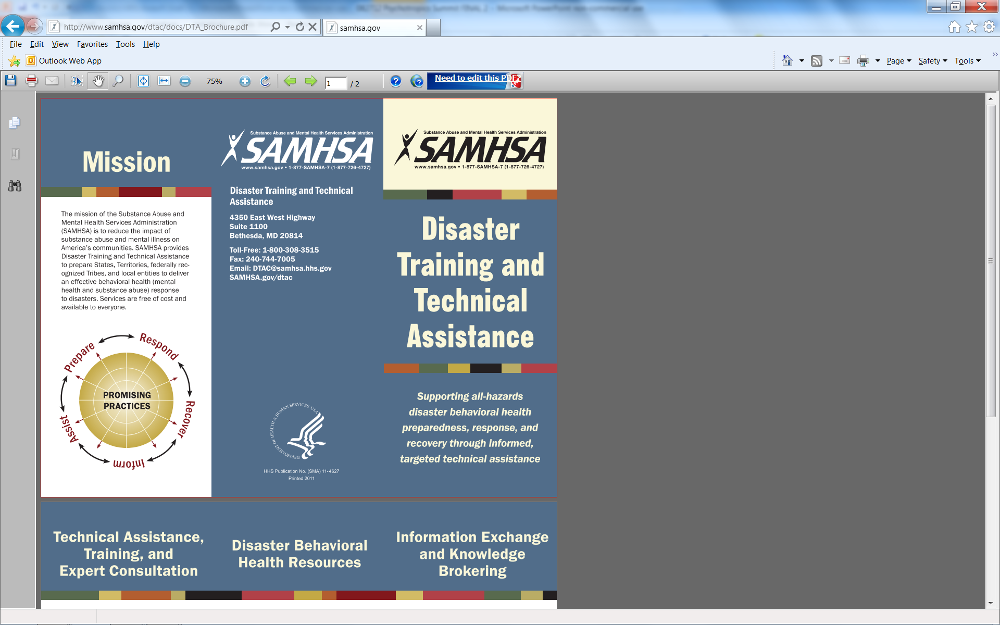 http://www.samhsa.gov/dtac/docs/DTA_Brochure.pdf
samhsa.gov
File Edit View Favorites Tools Help
Outlook Web App
Page Safety Tools
75%
1 / 2
Need to edit this PDF?
Mission
The mission of the Substance Abuse and
Mental Health Services Administration
(SAMHSA) is to reduce the impact of
substance abuse and mental illness on
America's communities. SAMHSA provides
Disaster Training and Technical Assistance
to prepare States, Territories, federally rec-
ognized Tribes, and local entities to deliver
an effective behavioral health (mental
health and substance abuse) response
to disasters. Services are free of cost and
available to everyone.
Prepare
Respond
Recover
Inform
Assist
PROMISING
PRACTICES
Substance Abuse and Mental Health Services Administration
SAMHSA
www.samhsa.gov • 1-877-SAMHSA-7 (1-877-726-4727)
Disaster Training and Technical
Assistance
4350 East West Highway
Suite 1100
Bethesda, MD 20814
Toll-Free: 1-800-308-3515
Fax: 240-744-7005
Email: DTAC@samhsa.hhs.gov
SAMHSA.gov/dtac
DEPARTMENT OF HEALTH & HUMAN SERVICES · USA
HHS Publication No. (SMA) 11-4627
Printed 2011
Substance Abuse and Mental Health Services Administration
SAMHSA
www.samhsa.gov • 1-877-SAMHSA-7 (1-877-726-4727)
Disaster
Training and
Technical
Assistance
Supporting all-hazards
disaster behavioral health
preparedness, response, and
recovery through informed,
targeted technical assistance
Technical Assistance,
Training, and
Expert Consultation
Disaster Behavioral
Health Resources
Information Exchange
and Knowledge
Brokering